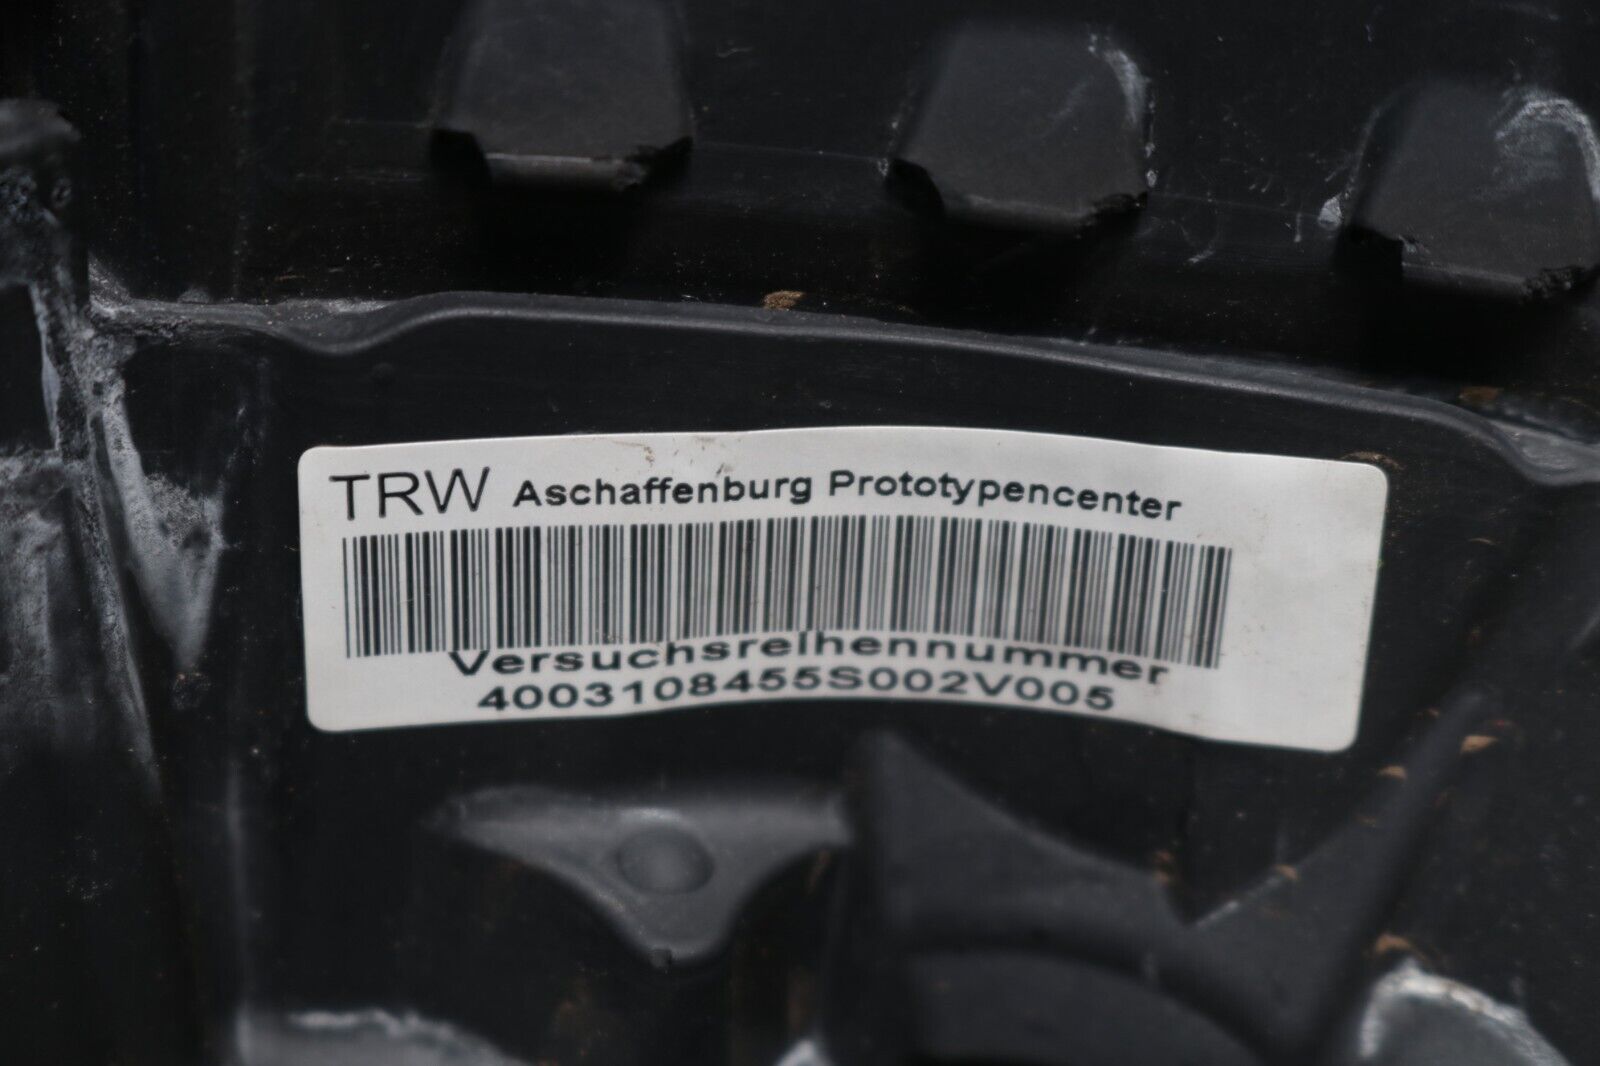 TRW Aschaffenburg Prototypencenter
Versuchsreihennummer
4003108455S002V005